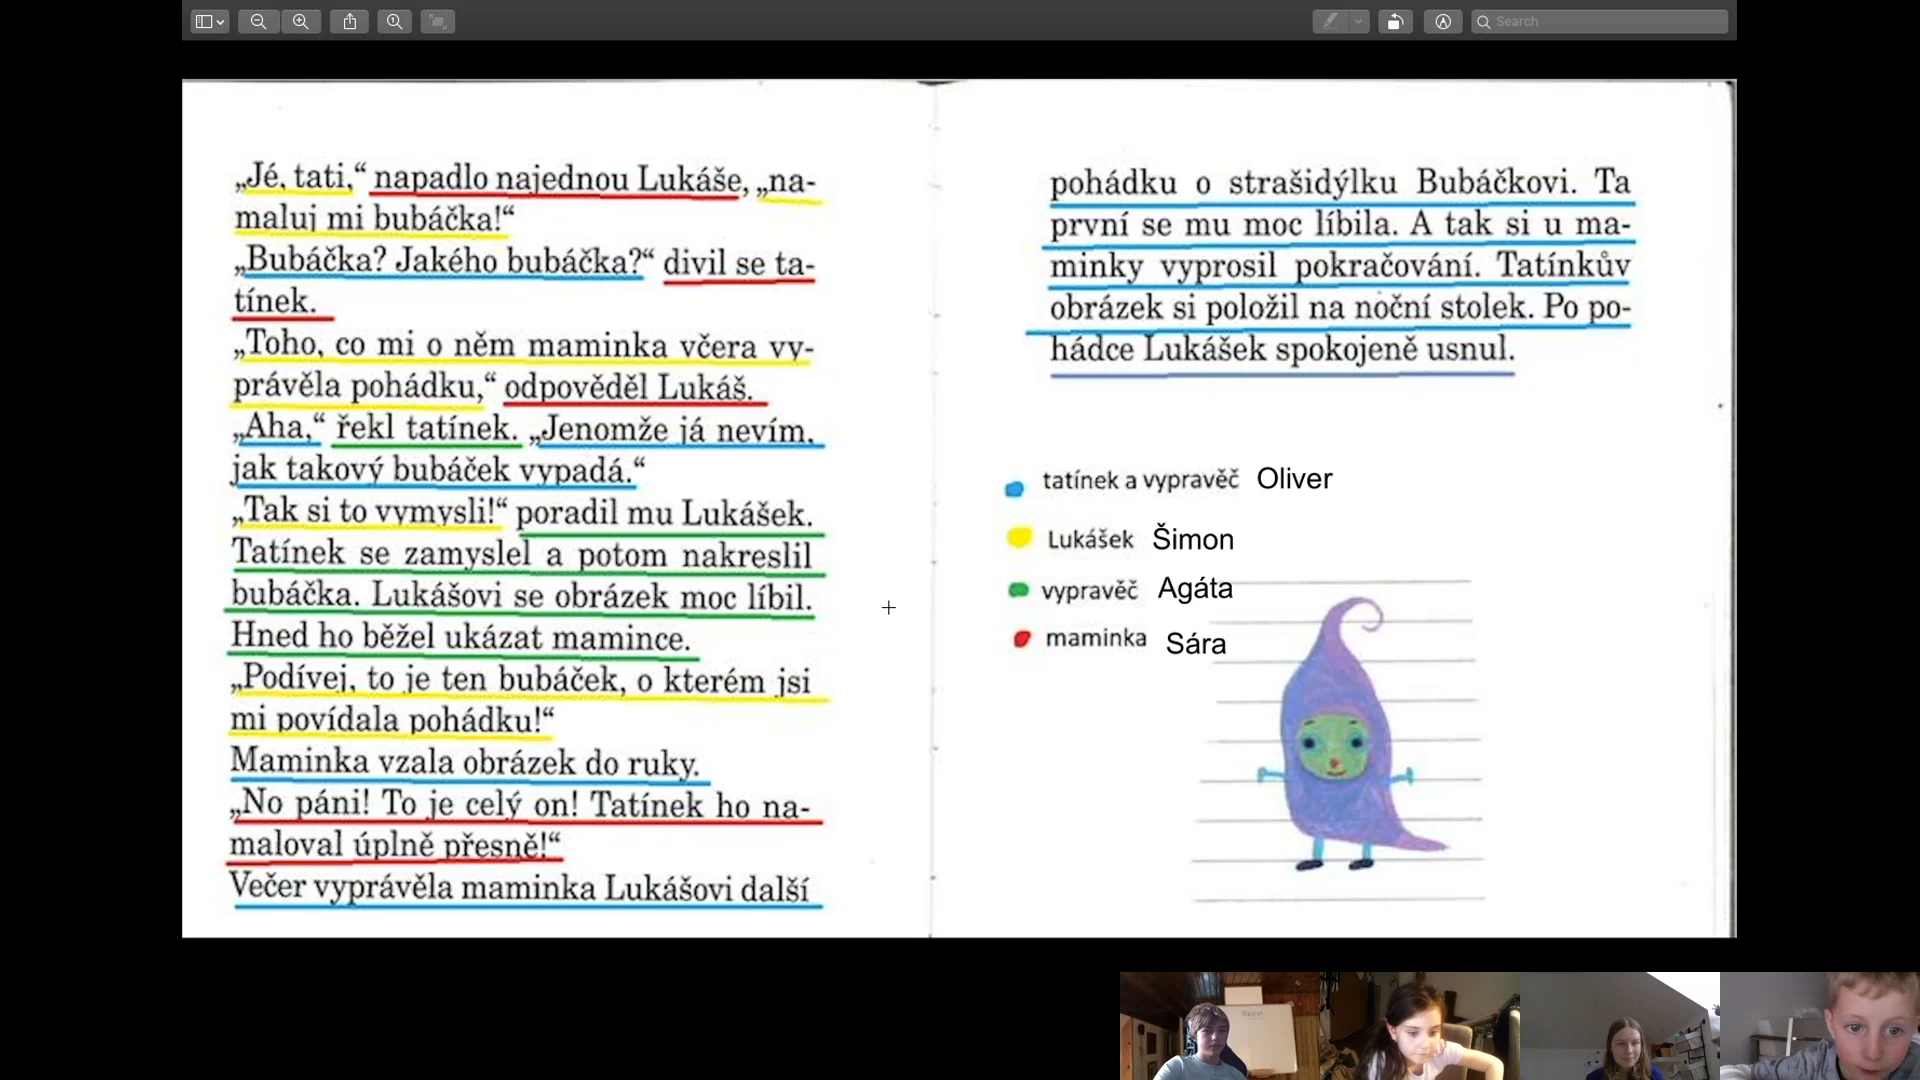 Search
„Jé, tati,“ napadlo najednou Lukáše, „na-
maluj mi bubáčka!“
„Bubáčka? Jakého bubáčka?“ divil se ta-
tínek.
„Toho, co mi o něm maminka včera vy-
právěla pohádku,“ odpověděl Lukáš.
„Aha,“ řekl tatínek. „Jenomže já nevím,
jak takový bubáček vypadá.“
„Tak si to vymysli!“ poradil mu Lukášek.
Tatínek se zamyslel a potom nakreslil
bubáčka. Lukášovi se obrázek moc líbil.
Hned ho běžel ukázat mamince.
„Podívej, to je ten bubáček, o kterém jsi
mi povídala pohádku!“
Maminka vzala obrázek do ruky.
„No páni! To je celý on! Tatínek ho na-
maloval úplně přesně!“
Večer vyprávěla maminka Lukášovi další
pohádku o strašidýlku Bubáčkovi. Ta
první se mu moc líbila. A tak si u ma-
minky vyprosil pokračování. Tatínkův
obrázek si položil na noční stolek. Po po-
hádce Lukášek spokojeně usnul.
tatínek a vypravěč Oliver
Lukášek Šimon
vypravěč Agáta
maminka Sára